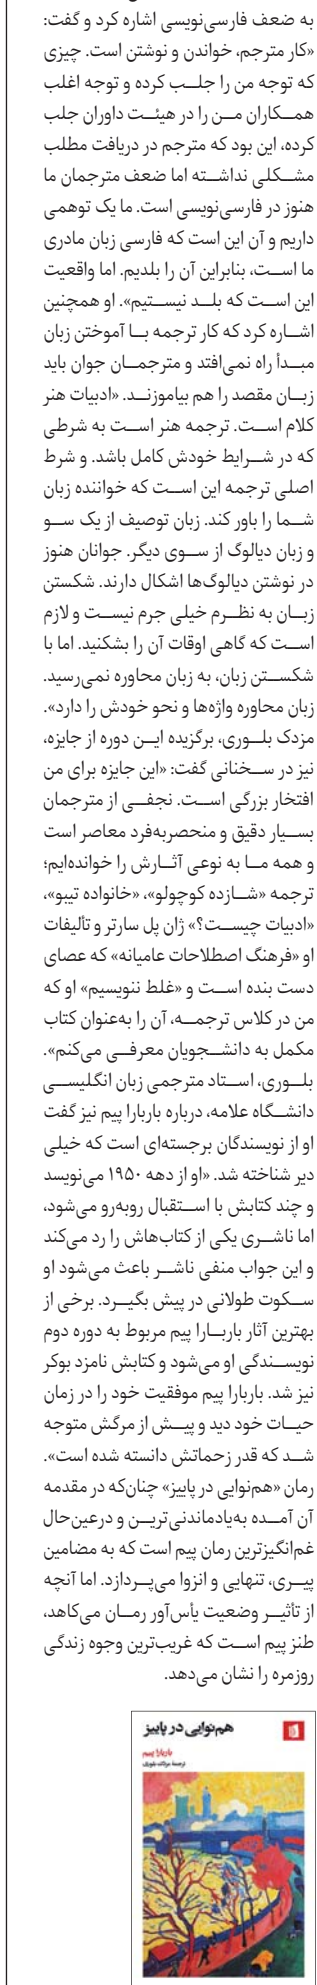 به ضعف فارسی‌نویسی اشاره کرد و گفت:
«کار مترجم، خواندن و نوشتن است. چیزی
که توجه من را جلب کرده و توجه اغلب
همکاران من را در هیئت داوران جلب
کرده، این بود که مترجم در دریافت مطلب
مشکلی نداشته اما ضعف مترجمان ما
هنوز در فارسی‌نویسی است. ما یک توهمی
داریم و آن این است که فارسی زبان مادری
ما است، بنابراین آن را بلدیم. اما واقعیت
این است که بلد نیستیم». او همچنین
اشاره کرد که کار ترجمه با آموختن زبان
مبدأ راه نمی‌افتد و مترجمان جوان باید
زبان مقصد را هم بیاموزند. «ادبیات هنر
کلام است. ترجمه هنر است به شرطی
که در شرایط خودش کامل باشد. و شرط
اصلی ترجمه این است که خواننده زبان
شما را باور کند. زبان توصیف از یک سو
و زبان دیالوگ از سوی دیگر. جوانان هنوز
در نوشتن دیالوگ‌ها اشکال دارند. شکستن
زبان به نظرم خیلی جرم نیست و لازم
است که گاهی اوقات آن را بشکنید. اما با
شکستن زبان، به زبان محاوره نمی‌رسید.
زبان محاوره واژه‌ها و نحو خودش را دارد».
مزدک بلوری، برگزیده این دوره از جایزه،
نیز در سخنانی گفت: «این جایزه برای من
افتخار بزرگی است. نجفی از مترجمان
بسیار دقیق و منحصربه‌فرد معاصر است
و همه ما به نوعی آثارش را خوانده‌ایم؛
ترجمه «شازده کوچولو»، «خانواده تیبو»،
«ادبیات چیست؟» ژان پل سارتر و تألیفات
او «فرهنگ اصطلاحات عامیانه» که عصای
دست بنده است و «غلط ننویسیم» او که
من در کلاس ترجمه، آن را به‌عنوان کتاب
مکمل به دانشجویان معرفی می‌کنم».
بلوری، استاد مترجمی زبان انگلیسی
دانشگاه علامه، درباره باربارا پیم نیز گفت
او از نویسندگان برجسته‌ای است که خیلی
دیر شناخته شد. «او از دهه ۱۹۵۰ می‌نویسد
و چند کتابش با استقبال روبه‌رو می‌شود،
اما ناشری یکی از کتاب‌هاش را رد می‌کند
و این جواب منفی ناشر باعث می‌شود او
سکوت طولانی در پیش بگیرد. برخی از
بهترین آثار باربارا پیم مربوط به دوره دوم
نویسندگی او می‌شود و کتابش نامزد بوکر
نیز شد. باربارا پیم موفقیت خود را در زمان
حیات خود دید و پیش از مرگش متوجه
شد که قدر زحماتش دانسته شده است».
رمان «هم‌نوایی در پاییز» چنان‌که در مقدمه
آن آمده به‌یادماندنی‌ترین و درعین‌حال
غم‌انگیزترین رمان پیم است که به مضامین
پیری، تنهایی و انزوا می‌پردازد. اما آنچه
از تأثیر وضعیت یأس‌آور رمان می‌کاهد،
طنز پیم است که غریب‌ترین وجوه زندگی
روزمره را نشان می‌دهد.
هم‌نوایی در پاییز
باربارا پیم
ترجمهٔ مزدک بلوری